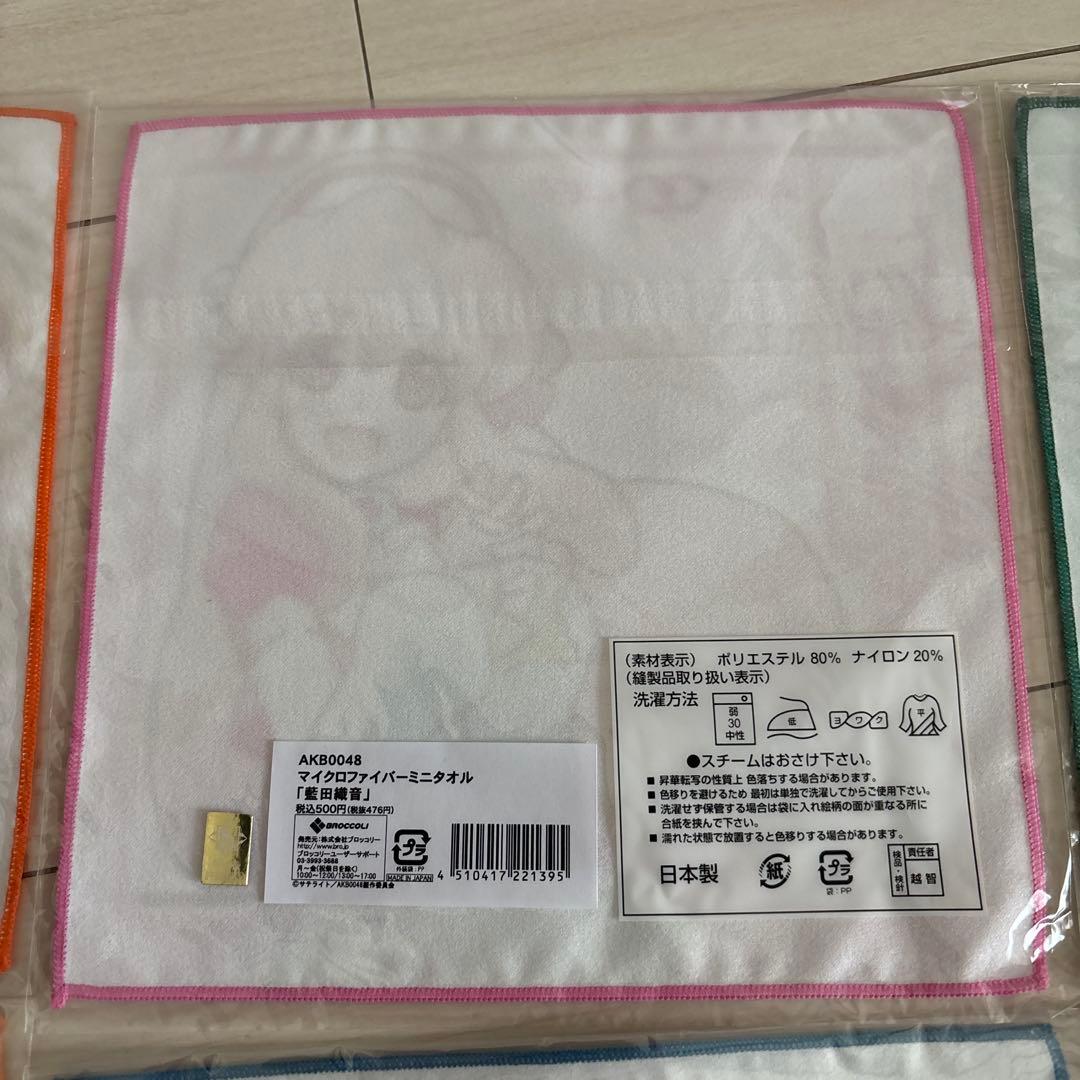 AKB0048
マイクロファイバーミニタオル
「藍田織音」
税込500円(税抜476円)
BROCCOLI
発売元:株式会社ブロッコリー
http://www.bro.jp
ブロッコリーユーザーサポート
03-3993-3688
月~金(祝祭日を除く)
10:00~12:00/13:00~17:00
©サテライト/AKB0048製作委員会
プラ
外装袋:PP
MADE IN JAPAN
4 510417 221395
(素材表示) ポリエステル 80% ナイロン 20%
(縫製品取り扱い表示)
洗濯方法
弱
30
中性
低
ヨワク
平
●スチームはおさけ下さい。
■ 昇華転写の性質上 色落ちする場合があります。
■ 色移りを避けるため 最初は単独で洗濯してからご使用下さい。
■ 洗濯せず保管する場合は袋に入れ絵柄の面が重なる所に
合紙を挟んで下さい。
■ 濡れた状態で放置すると色移りする場合があります。
日本製
紙
プラ
袋:PP
検品・検針
責任者
越智